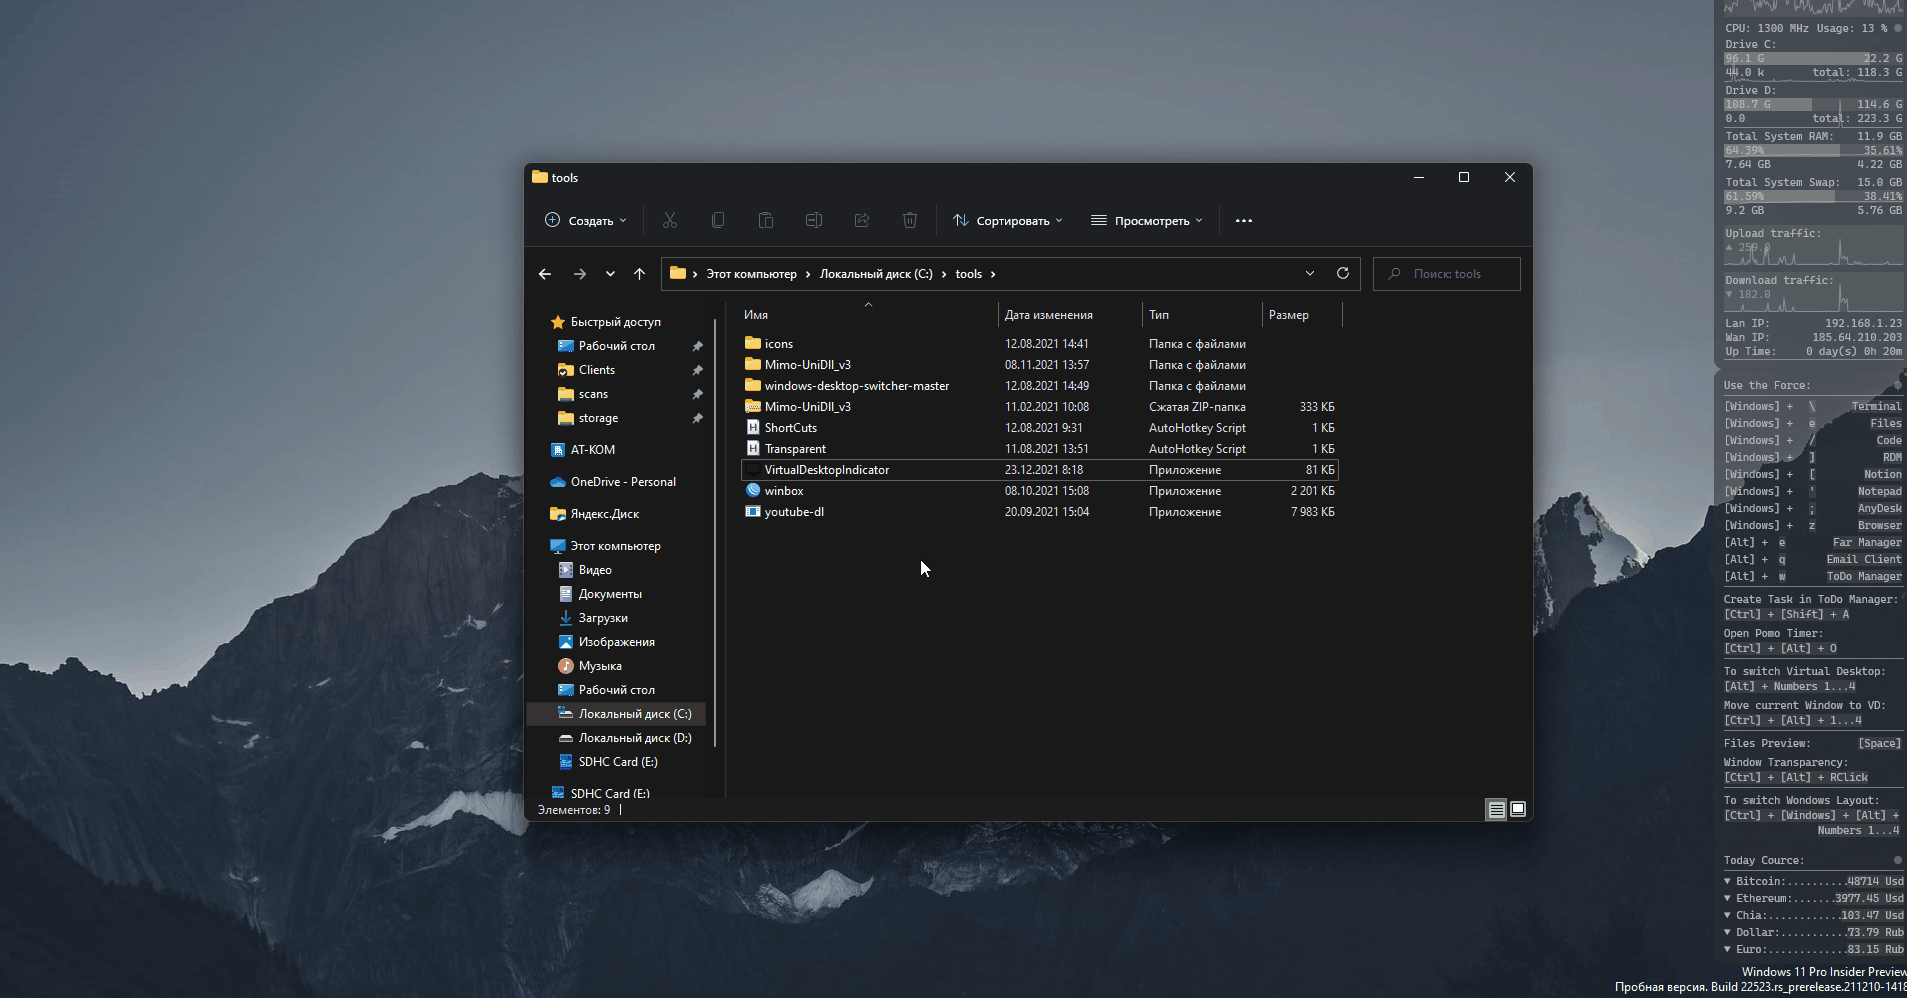 tools
Создать
Сортировать
Просмотреть
Этот компьютер
Локальный диск (C:)
tools
Поиск: tools
Быстрый доступ
Рабочий стол
Clients
scans
storage
AT-KOM
OneDrive - Personal
Яндекс.Диск
Этот компьютер
Видео
Документы
Загрузки
Изображения
Музыка
Рабочий стол
Локальный диск (C:)
Локальный диск (D:)
SDHC Card (E:)
SDHC Card (E:)
Имя Дата изменения Тип Размер
icons 12.08.2021 14:41 Папка с файлами
Mimo-UniDll_v3 08.11.2021 13:57 Папка с файлами
windows-desktop-switcher-master 12.08.2021 14:49 Папка с файлами
Mimo-UniDll_v3 11.02.2021 10:08 Сжатая ZIP-папка 333 КБ
ShortCuts 12.08.2021 9:31 AutoHotkey Script 1 КБ
Transparent 11.08.2021 13:51 AutoHotkey Script 1 КБ
VirtualDesktopIndicator 23.12.2021 8:18 Приложение 81 КБ
winbox 08.10.2021 15:08 Приложение 2 201 КБ
youtube-dl 20.09.2021 15:04 Приложение 7 983 КБ
Элементов: 9
CPU: 1300 MHz Usage: 13 %
Drive C:
96.1 G 22.2 G
44.0 k total: 118.3 G
Drive D:
108.7 G 114.6 G
0.0 total: 223.3 G
Total System RAM: 11.9 GB
64.39% 35.61%
7.64 GB 4.22 GB
Total System Swap: 15.0 GB
61.59% 38.41%
9.2 GB 5.76 GB
Upload traffic:
▲ 259.0
Download traffic:
▼ 182.0
Lan IP: 192.168.1.23
Wan IP: 185.64.210.203
Up Time: 0 day(s) 0h 20m
Use the Force:
[Windows] + \ Terminal
[Windows] + e Files
[Windows] + / Code
[Windows] + ] RDM
[Windows] + [ Notion
[Windows] + ' Notepad
[Windows] + ; AnyDesk
[Windows] + z Browser
[Alt] + e Far Manager
[Alt] + q Email Client
[Alt] + w ToDo Manager
Create Task in ToDo Manager:
[Ctrl] + [Shift] + A
Open Pomo Timer:
[Ctrl] + [Alt] + O
To switch Virtual Desktop:
[Alt] + Numbers 1...4
Move current Window to VD:
[Ctrl] + [Alt] + 1...4
Files Preview: [Space]
Window Transparency:
[Ctrl] + [Alt] + RClick
To switch Wondows Layout:
[Ctrl] + [Windows] + [Alt] +
Numbers 1...4
Today Cource:
▼ Bitcoin:.........48714 Usd
▼ Ethereum:.......3977.45 Usd
▼ Chia:............103.47 Usd
▼ Dollar:..........73.79 Rub
▼ Euro:............83.15 Rub
Windows 11 Pro Insider Preview
Пробная версия. Build 22523.rs_prerelease.211210-1418